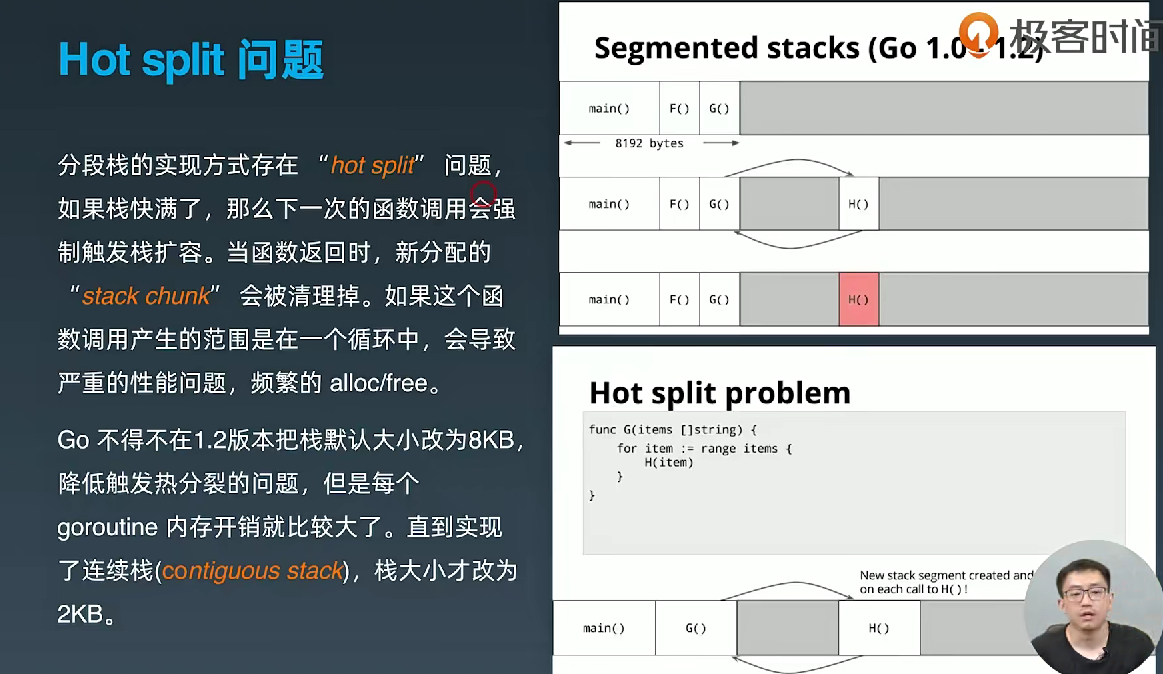 Hot split 问题
分段栈的实现方式存在 “hot split” 问题,
如果栈快满了，那么下一次的函数调用会强
制触发栈扩容。当函数返回时，新分配的
“stack chunk” 会被清理掉。如果这个函
数调用产生的范围是在一个循环中，会导致
严重的性能问题，频繁的 alloc/free。
Go 不得不在1.2版本把栈默认大小改为8KB，
降低触发热分裂的问题，但是每个
goroutine 内存开销就比较大了。直到实现
了连续栈(contiguous stack)，栈大小才改为
2KB。
极客时间
Segmented stacks (Go 1.0 - 1.2)
main() F() G()
8192 bytes
main() F() G() H()
main() F() G() H()
Hot split problem
func G(items []string) {
for item := range items {
H(item)
}
}
New stack segment created and
on each call to H()!
main() G() H()